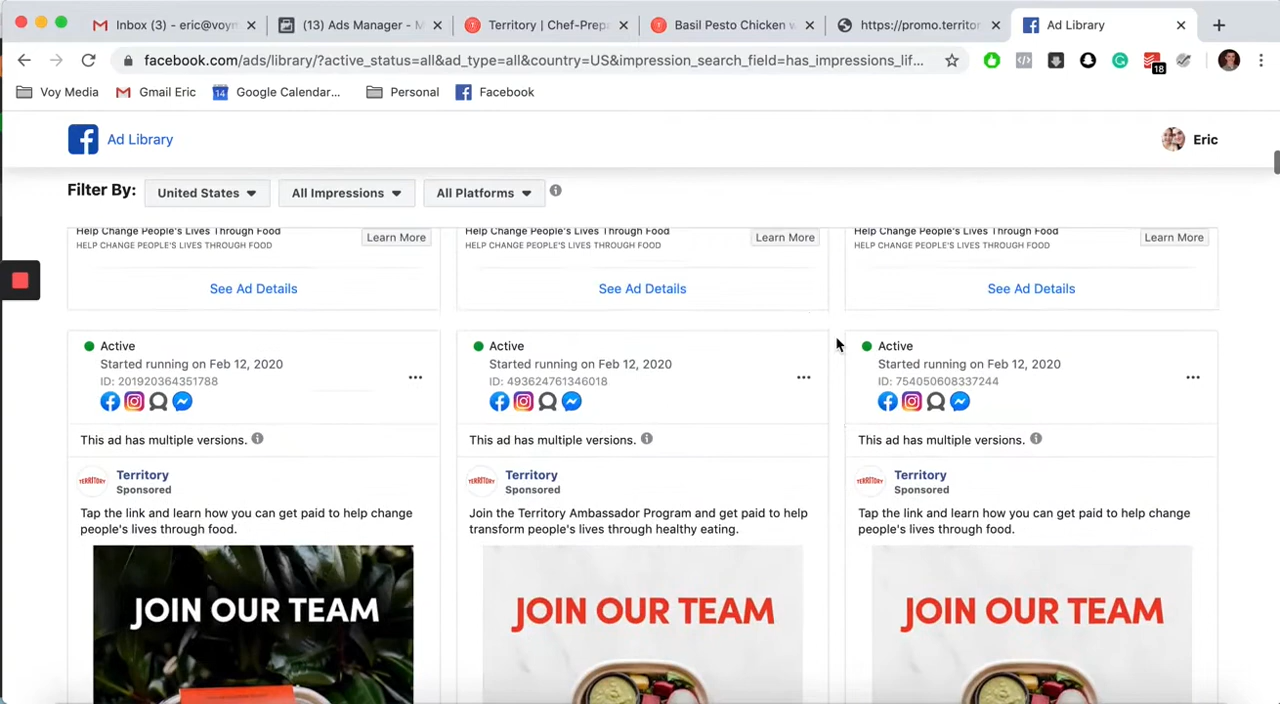 Inbox (3) - eric@voyn
(13) Ads Manager - M
Territory | Chef-Prepa
Basil Pesto Chicken w
https://promo.territor
Ad Library
facebook.com/ads/library/?active_status=all&ad_type=all&country=US&impression_search_field=has_impressions_lif...
18
Voy Media
Gmail Eric
14
Google Calendar...
Personal
Facebook
Ad Library
Eric
Filter By:
United States
All Impressions
All Platforms
Help Change People's Lives Through Food
HELP CHANGE PEOPLE'S LIVES THROUGH FOOD
Learn More
See Ad Details
Help Change People's Lives Through Food
HELP CHANGE PEOPLE'S LIVES THROUGH FOOD
Learn More
See Ad Details
Help Change People's Lives Through Food
HELP CHANGE PEOPLE'S LIVES THROUGH FOOD
Learn More
See Ad Details
Active
Started running on Feb 12, 2020
ID: 201920364351788
This ad has multiple versions.
TERRITORY
Territory
Sponsored
Tap the link and learn how you can get paid to help change
people's lives through food.
JOIN OUR TEAM
Active
Started running on Feb 12, 2020
ID: 493624761346018
This ad has multiple versions.
TERRITORY
Territory
Sponsored
Join the Territory Ambassador Program and get paid to help
transform people's lives through healthy eating.
JOIN OUR TEAM
Active
Started running on Feb 12, 2020
ID: 754050608337244
This ad has multiple versions.
TERRITORY
Territory
Sponsored
Tap the link and learn how you can get paid to help change
people's lives through food.
JOIN OUR TEAM